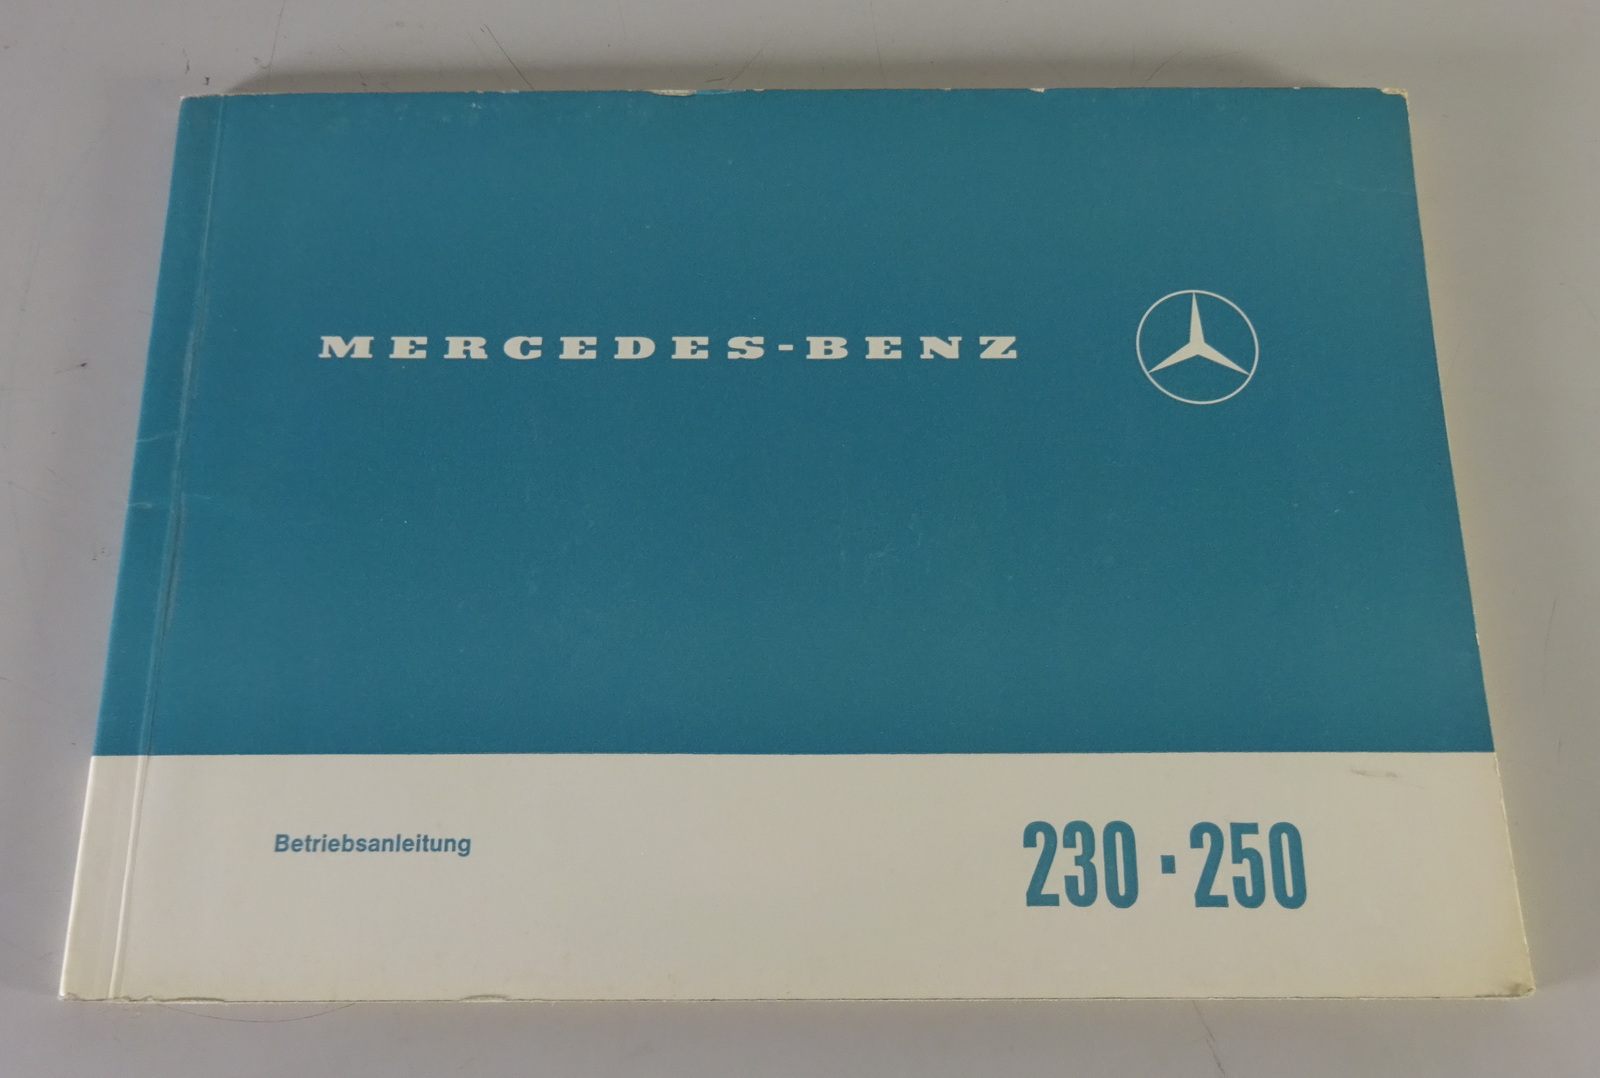 MERCEDES-BENZ
Betriebsanleitung
230 · 250